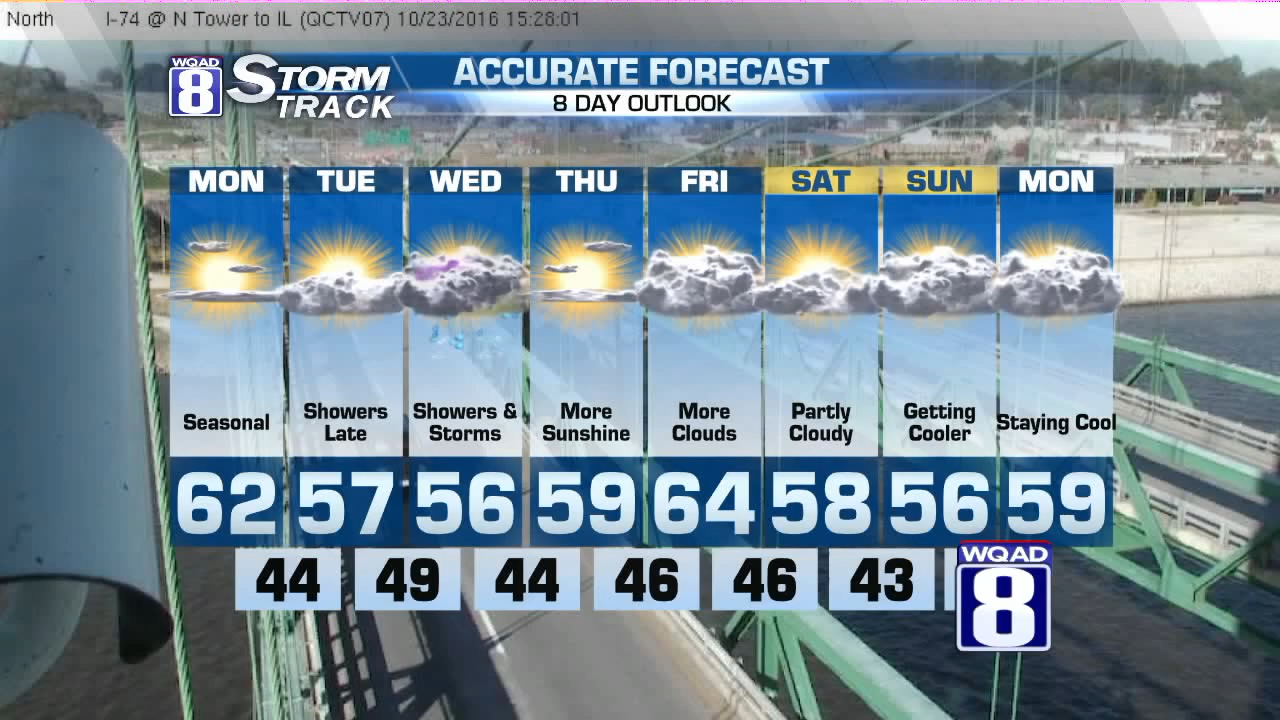 North I-74 @ N Tower to IL (QCTV07) 10/23/2016 15:28:01
WQAD
8 STORM
TRACK
ACCURATE FORECAST
8 DAY OUTLOOK
MON TUE WED THU FRI SAT SUN MON
Seasonal
Showers
Late
Showers &
Storms
More
Sunshine
More
Clouds
Partly
Cloudy
Getting
Cooler
Staying Cool
62 57 56 59 64 58 56 59
44 49 44 46 46 43
WQAD
8